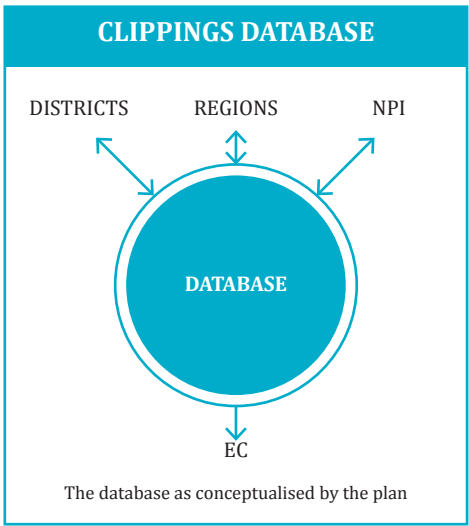 CLIPPINGS DATABASE
DISTRICTS REGIONS NPI
DATABASE
EC
The database as conceptualised by the plan